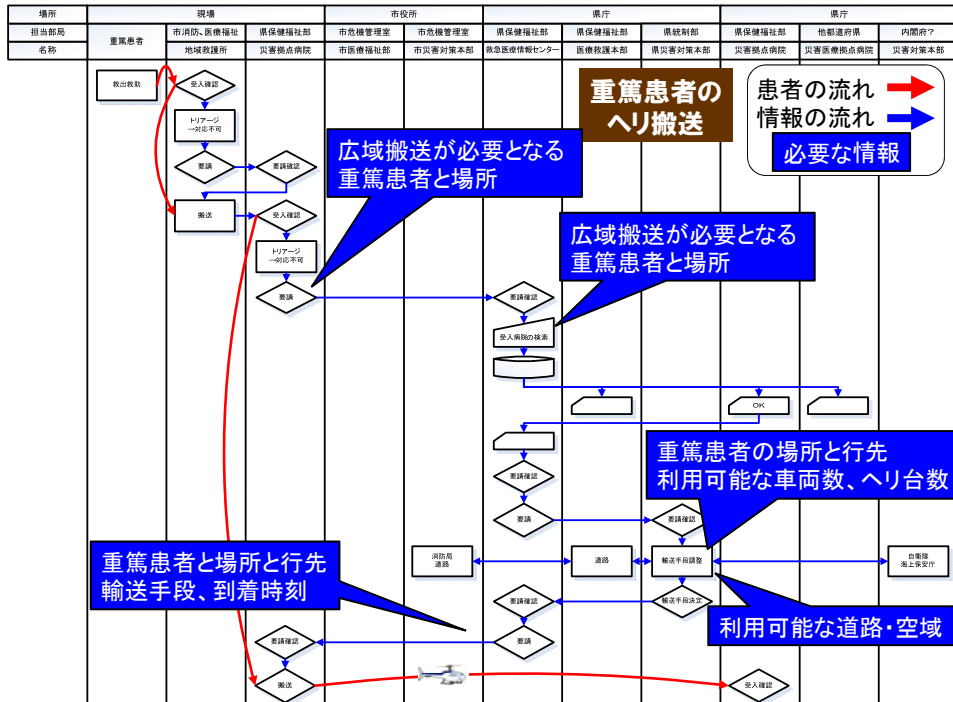 場所 現場 市役所 県庁 県庁
担当部局 重篤患者 市消防、医療福祉 県保健福祉部 市危機管理室 市危機管理室 県保健福祉部 県保健福祉部 県統制部 県保健福祉部 他都道府県 内閣府?
名称 地域救護所 災害拠点病院 市医療福祉部 市災害対策本部 救急医療情報センター 医療救護本部 県災害対策本部 災害拠点病院 災害医療拠点病院 災害対策本部
救出救助
受入確認
重篤患者の
ヘリ搬送
患者の流れ
情報の流れ
必要な情報
トリアージ
→対応不可
要請
要請確認
広域搬送が必要となる
重篤患者と場所
搬送
受入確認
トリアージ
→対応不可
広域搬送が必要となる
重篤患者と場所
要請
要請確認
受入病院の検索
OK
重篤患者の場所と行先
利用可能な車両数、ヘリ台数
要請確認
要請
要請確認
重篤患者と場所と行先
輸送手段、到着時刻
消防局
道路
道路
輸送手段調整
自衛隊
海上保安庁
要請確認
輸送手段決定
利用可能な道路・空域
要請確認
要請
搬送
受入確認